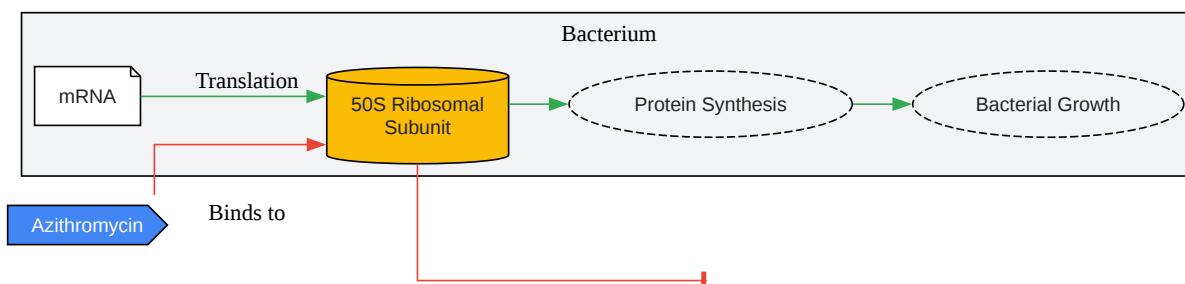 Bacterium
mRNA
Translation
50S Ribosomal
Subunit
Protein Synthesis
Bacterial Growth
Azithromycin
Binds to